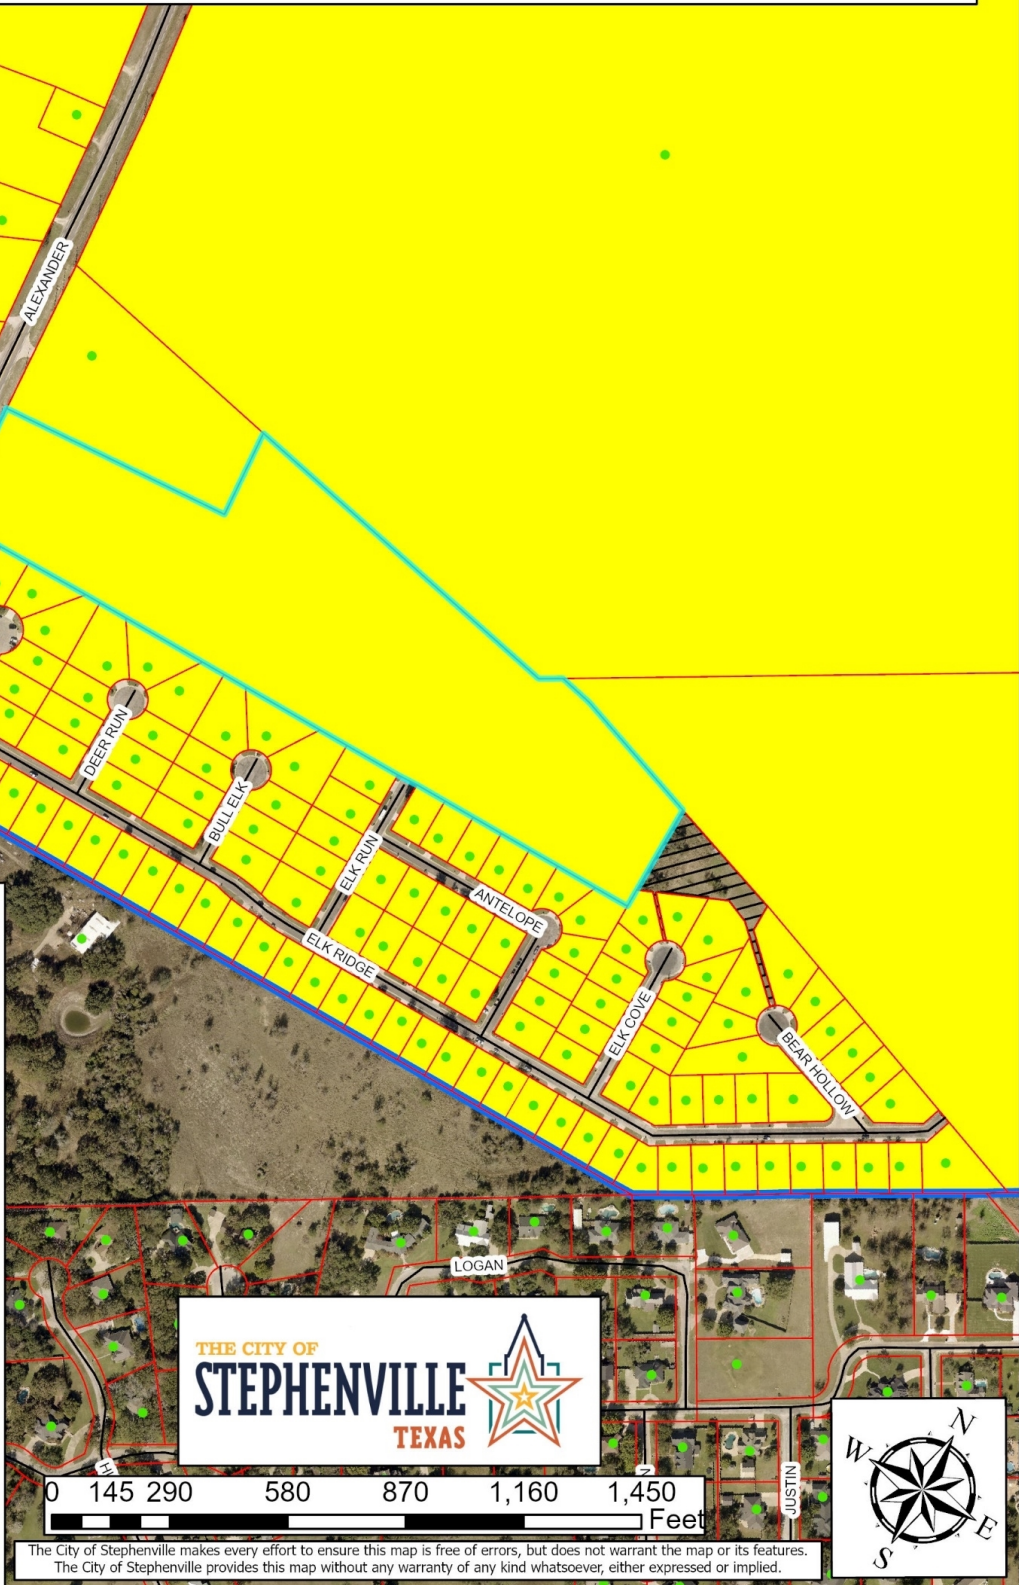 ALEXANDER
DEER RUN
BULL ELK
ELK RUN
ANTELOPE
ELK RIDGE
ELK COVE
BEAR HOLLOW
LOGAN
THE CITY OF
STEPHENVILLE
TEXAS
N
W
E
S
H
N
JUSTIN
0 145 290 580 870 1,160 1,450
Feet
The City of Stephenville makes every effort to ensure this map is free of errors, but does not warrant the map or its features.
The City of Stephenville provides this map without any warranty of any kind whatsoever, either expressed or implied.